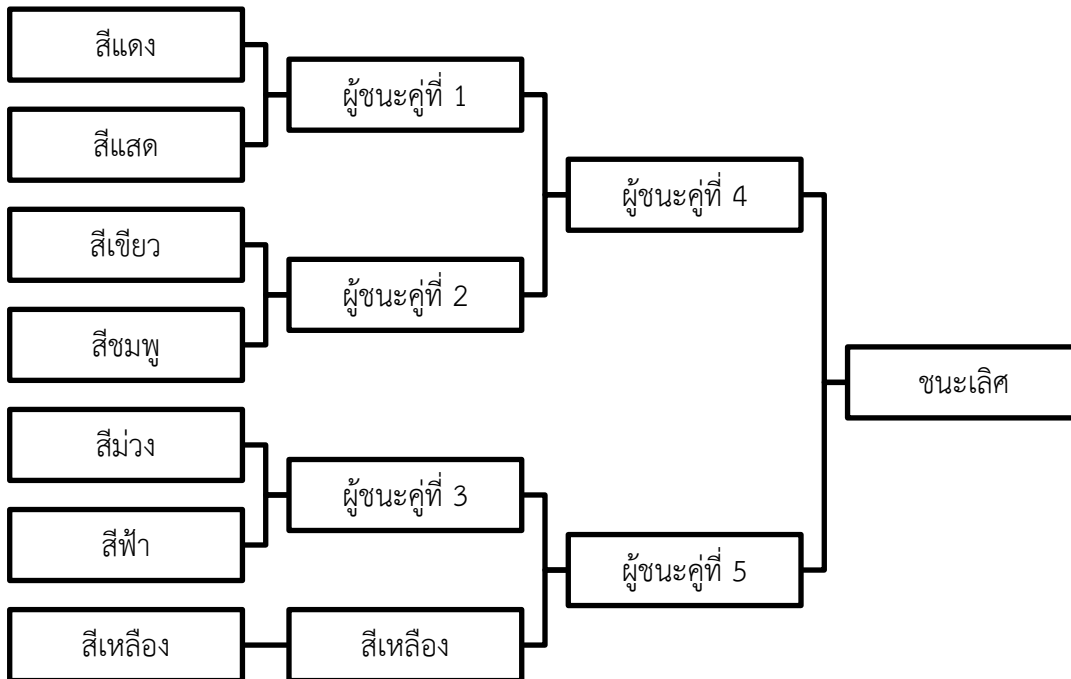 สีแดง
สีแสด
สีเขียว
สีชมพู
สีม่วง
สีฟ้า
สีเหลือง
ผู้ชนะคู่ที่ 1
ผู้ชนะคู่ที่ 2
ผู้ชนะคู่ที่ 3
สีเหลือง
ผู้ชนะคู่ที่ 4
ผู้ชนะคู่ที่ 5
ชนะเลิศ